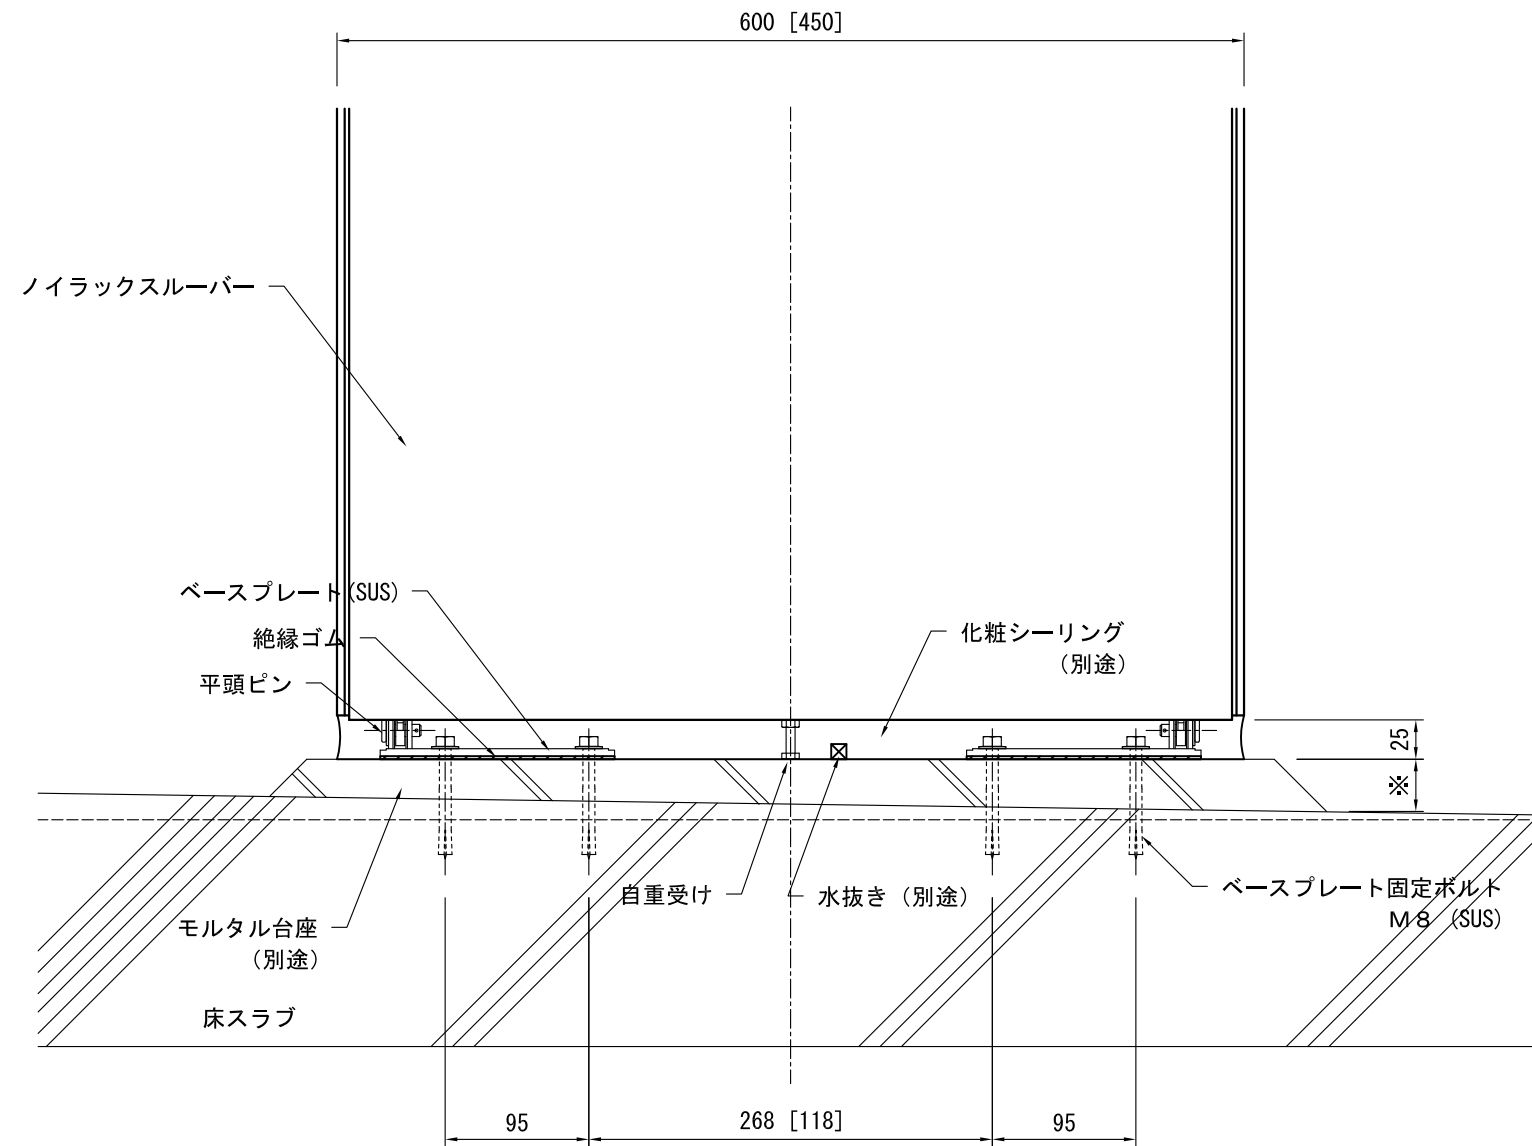 600 [450]
ノイラックスルーバー
ベースプレート(SUS)
絶縁ゴム
平頭ピン
化粧シーリング
(別途)
25
※
自重受け
水抜き (別途)
ベースプレート固定ボルト
M8 (SUS)
モルタル台座
(別途)
床スラブ
95
268 [118]
95